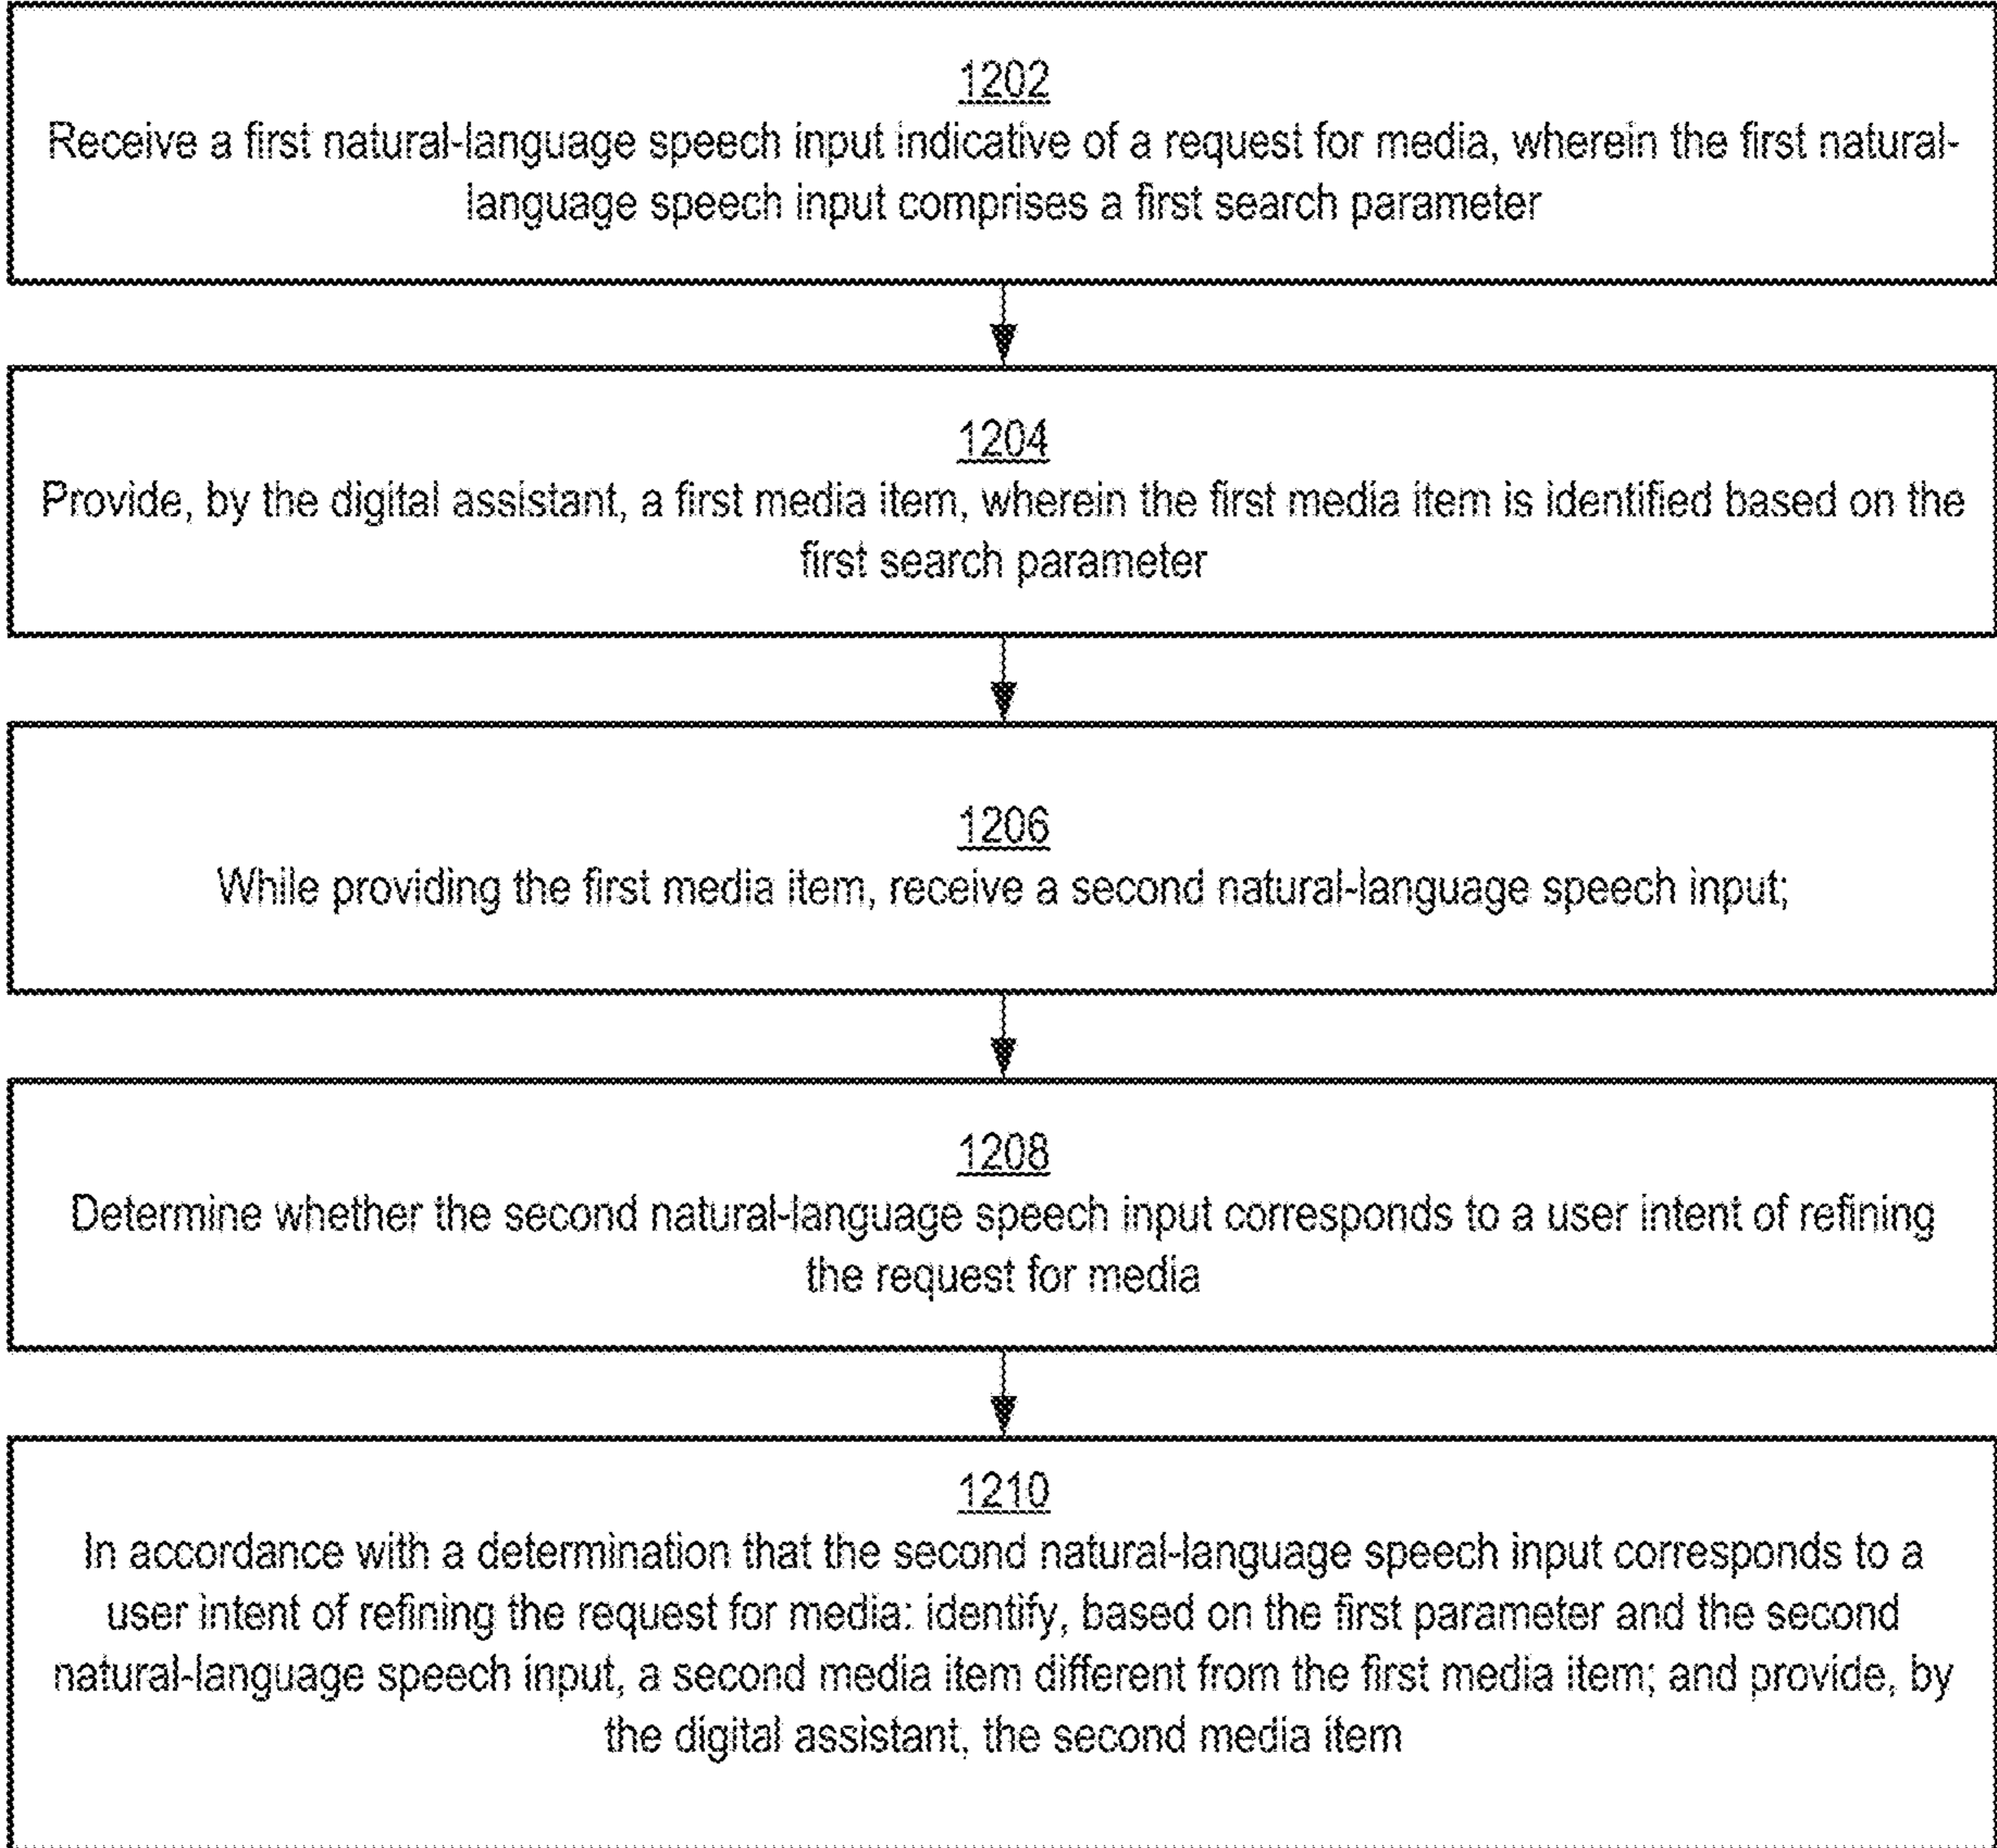 1202
Receive a first natural-language speech input indicative of a request for media, wherein the first natural-
language speech input comprises a first search parameter
1204
Provide, by the digital assistant, a first media item, wherein the first media item is identified based on the
first search parameter
1206
While providing the first media item, receive a second natural-language speech input;
1208
Determine whether the second natural-language speech input corresponds to a user intent of refining
the request for media
1210
In accordance with a determination that the second natural-language speech input corresponds to a
user intent of refining the request for media: identify, based on the first parameter and the second
natural-language speech input, a second media item different from the first media item; and provide, by
the digital assistant, the second media item